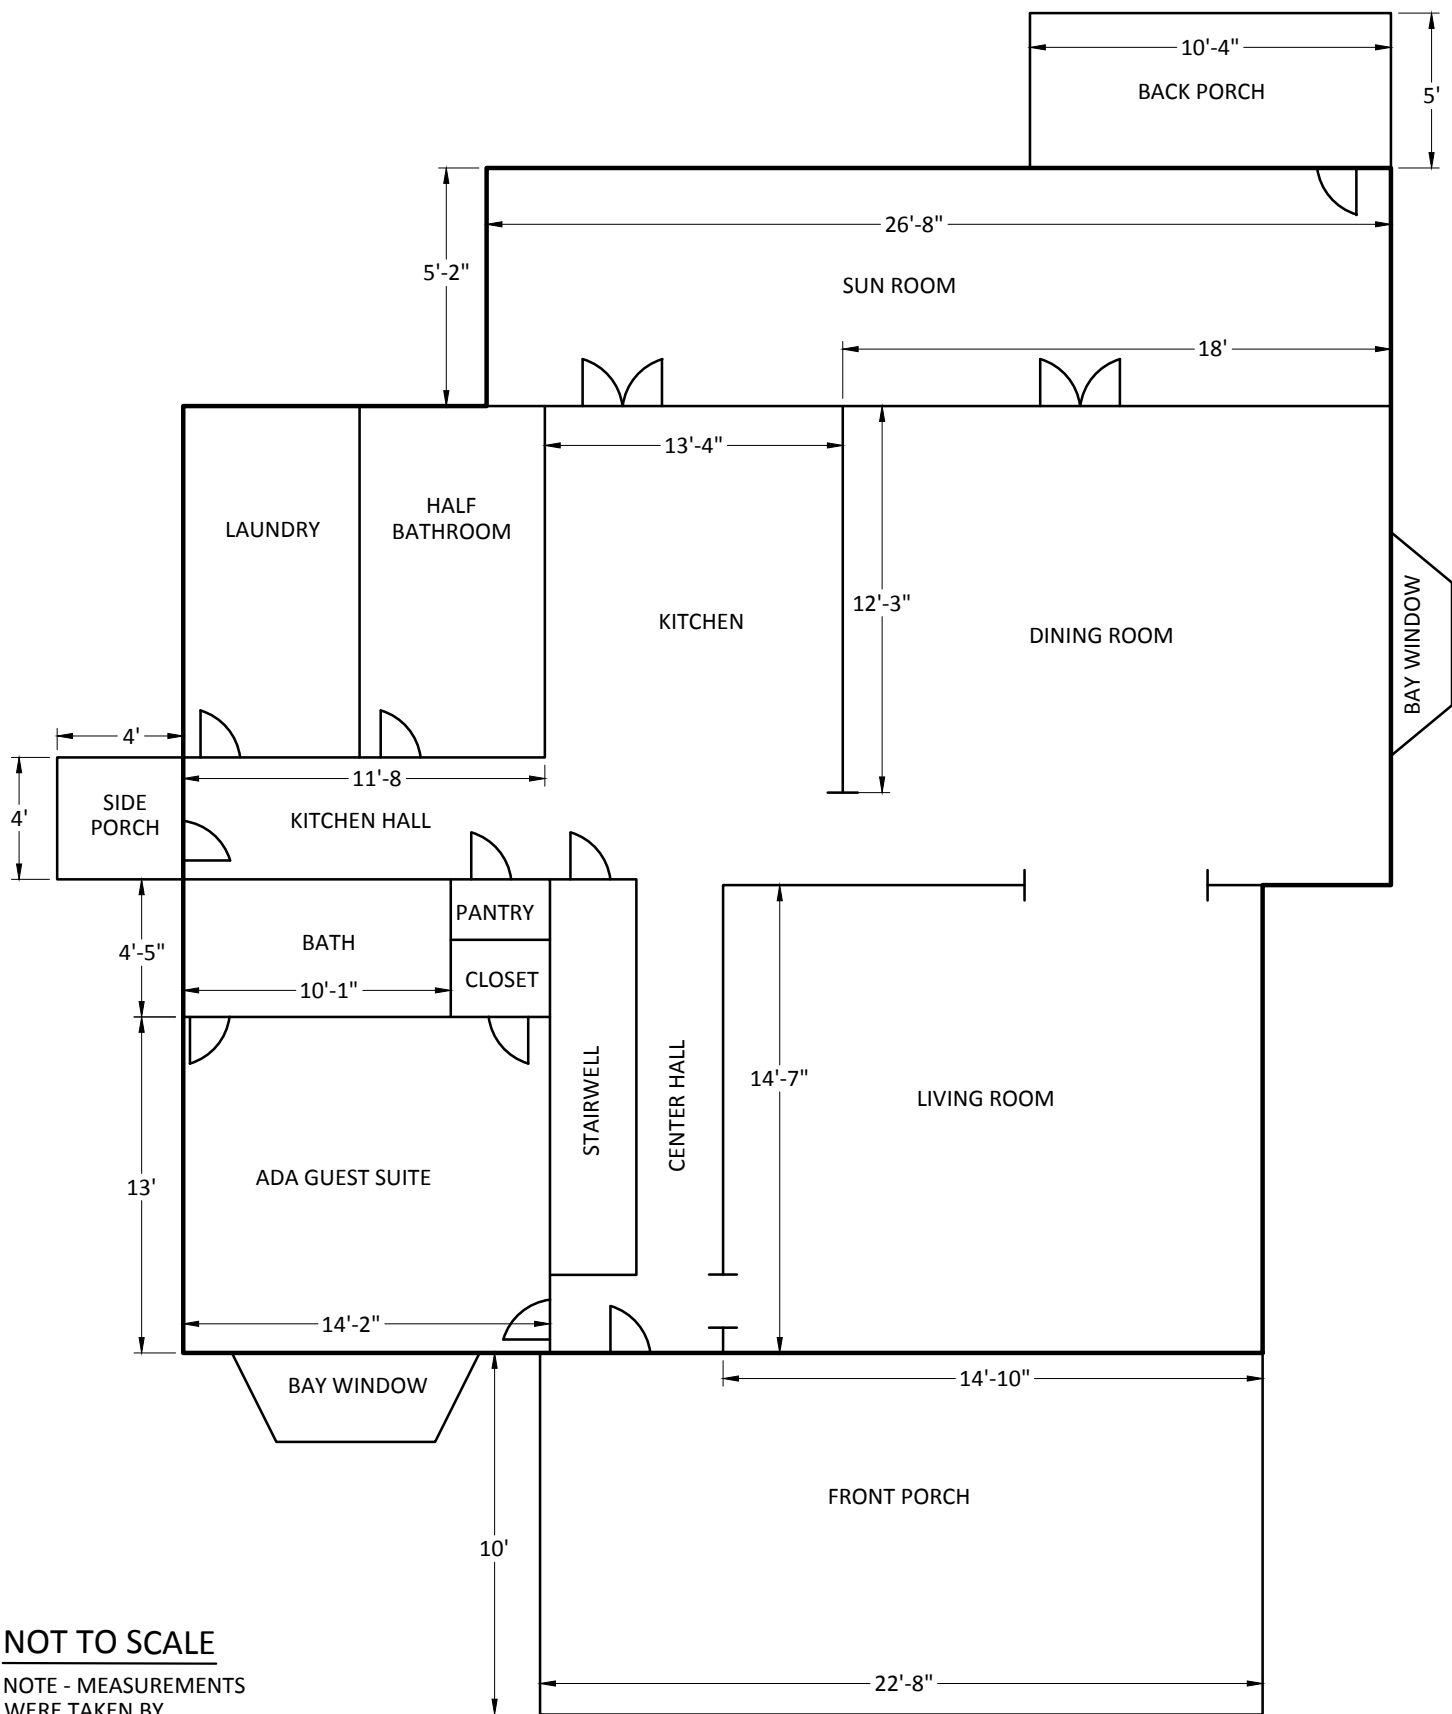 10'-4"
BACK PORCH
5'
26'-8"
5'-2"
SUN ROOM
18'
13'-4"
HALF
BATHROOM
LAUNDRY
12'-3"
KITCHEN
DINING ROOM
BAY WINDOW
4'
11'-8
SIDE
PORCH
4'
KITCHEN HALL
PANTRY
BATH
4'-5"
CLOSET
10'-1"
STAIRWELL
CENTER HALL
14'-7"
LIVING ROOM
ADA GUEST SUITE
13'
14'-2"
BAY WINDOW
14'-10"
FRONT PORCH
10'
22'-8"
NOT TO SCALE
NOTE - MEASUREMENTS
WERE TAKEN BY